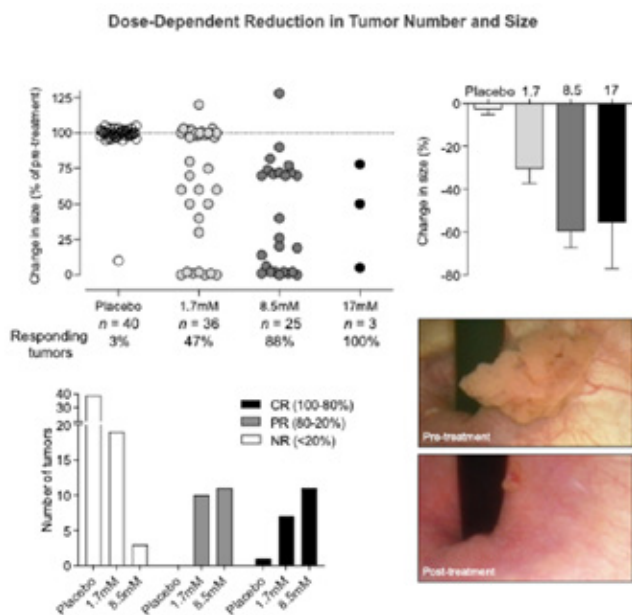 Dose-Dependent Reduction in Tumor Number and Size
Change in size (% of pre-treatment)
125
100
75
50
25
0
Placebo 1.7mM 8.5mM 17mM
n = 40 n = 36 n = 25 n = 3
Responding tumors 3% 47% 88% 100%
Placebo 1.7 8.5 17
Change in size (%)
0
-20
-40
-60
-80
Number of tumors
40
30
20
15
10
5
0
CR (100-80%)
PR (80-20%)
NR (<20%)
Placebo 1.7mM 8.5mM Placebo 1.7mM 8.5mM Placebo 1.7mM 8.5mM
Pre-treatment
Post-treatment